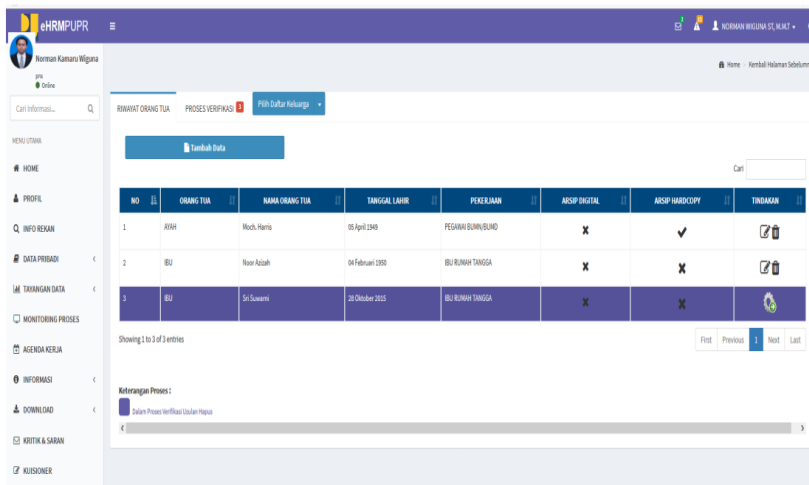 eHRMPUPR
NORMAN WIGUNA ST, M.M.T
Norman Kamaru Wiguna
pns
Online
Home > Kembali Halaman Sebelumn
Cari Informasi...
RIWAYAT ORANG TUA PROSES VERIFIKASI 3 Pilih Daftar Keluarga
MENU UTAMA
HOME
PROFIL
INFO REKAN
DATA PRIBADI
TAYANGAN DATA
MONITORING PROSES
AGENDA KERJA
INFORMASI
DOWNLOAD
KRITIK & SARAN
KUISIONER
Tambah Data
Cari
NO ORANG TUA NAMA ORANG TUA TANGGAL LAHIR PEKERJAAN ARSIP DIGITAL ARSIP HARDCOPY TINDAKAN
1 AYAH Moch. Harris 05 April 1949 PEGAWAI BUMN/BUMD
2 IBU Noor Azizah 04 Februari 1950 IBU RUMAH TANGGA
3 IBU Sri Suwarni 28 Oktober 2015 IBU RUMAH TANGGA
Showing 1 to 3 of 3 entries
First Previous 1 Next Last
Keterangan Proses :
Dalam Proses Verifikasi Usulan Hapus